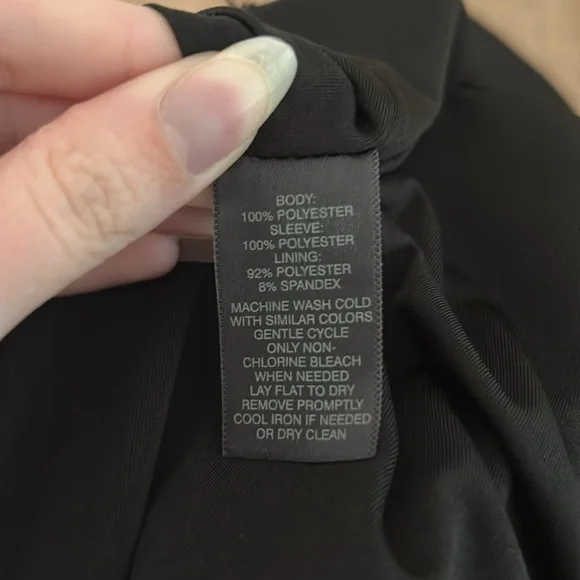 BODY:
100% POLYESTER
SLEEVE:
100% POLYESTER
LINING:
92% POLYESTER
8% SPANDEX
MACHINE WASH COLD
WITH SIMILAR COLORS
GENTLE CYCLE
ONLY NON-
CHLORINE BLEACH
WHEN NEEDED
LAY FLAT TO DRY
REMOVE PROMPTLY
COOL IRON IF NEEDED
OR DRY CLEAN